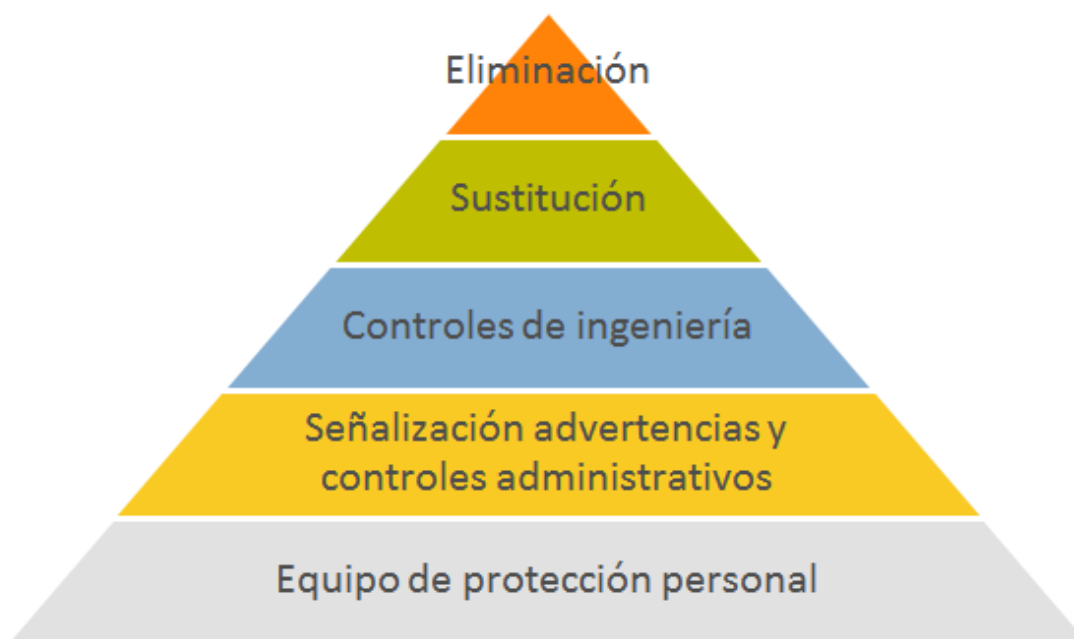 Eliminación
Sustitución
Controles de ingeniería
Señalización advertencias y
controles administrativos
Equipo de protección personal